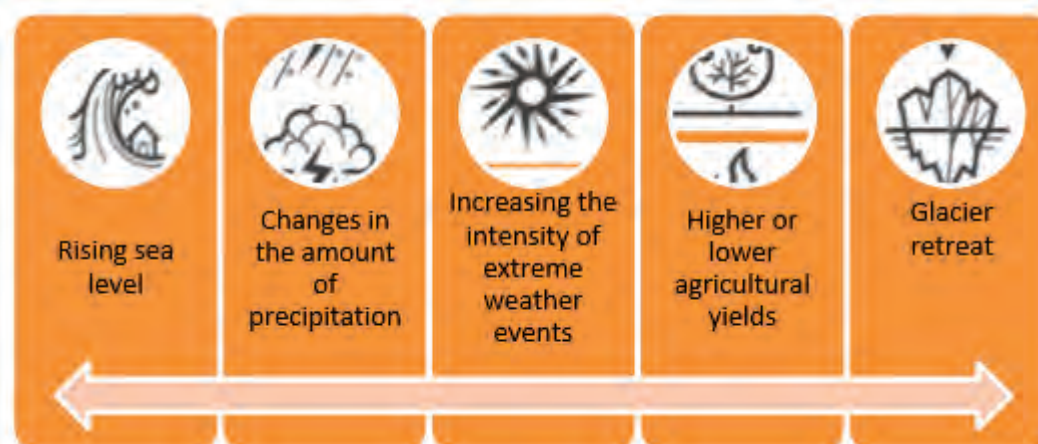 Rising sea
level
Changes in
the amount
of
precipitation
Increasing the
intensity of
extreme
weather
events
Higher or
lower
agricultural
yields
Glacier
retreat